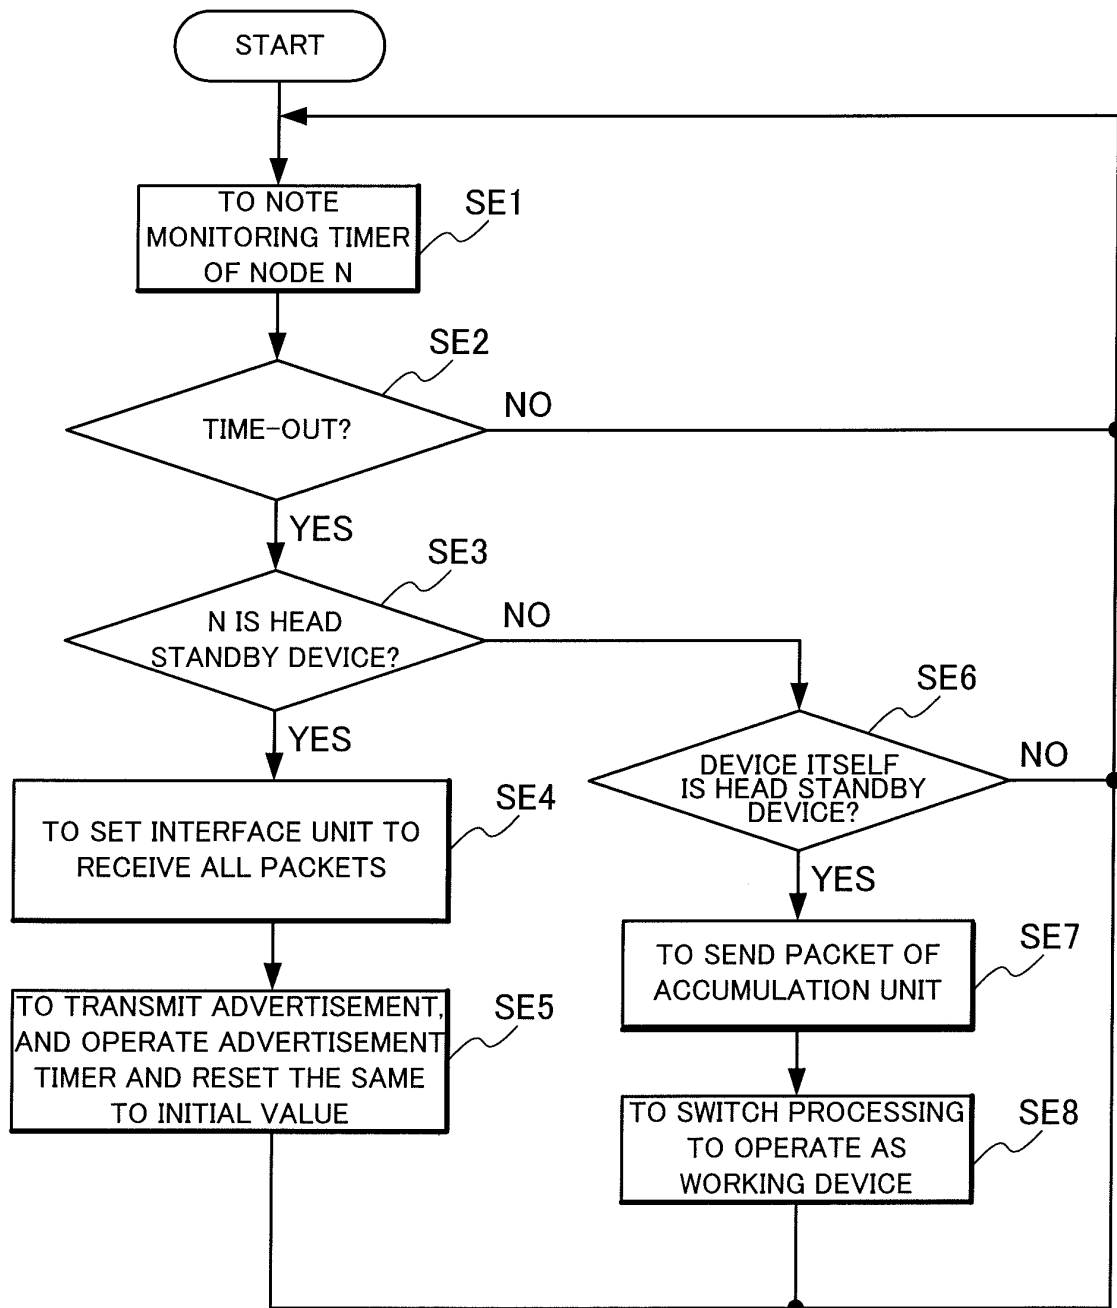 START
TO NOTE
MONITORING TIMER
OF NODE N
SE1
SE2
TIME-OUT?
NO
YES
SE3
N IS HEAD
STANDBY DEVICE?
NO
YES
SE6
DEVICE ITSELF
IS HEAD STANDBY
DEVICE?
NO
YES
SE4
TO SET INTERFACE UNIT TO
RECEIVE ALL PACKETS
SE7
TO SEND PACKET OF
ACCUMULATION UNIT
SE5
TO TRANSMIT ADVERTISEMENT,
AND OPERATE ADVERTISEMENT
TIMER AND RESET THE SAME
TO INITIAL VALUE
SE8
TO SWITCH PROCESSING
TO OPERATE AS
WORKING DEVICE